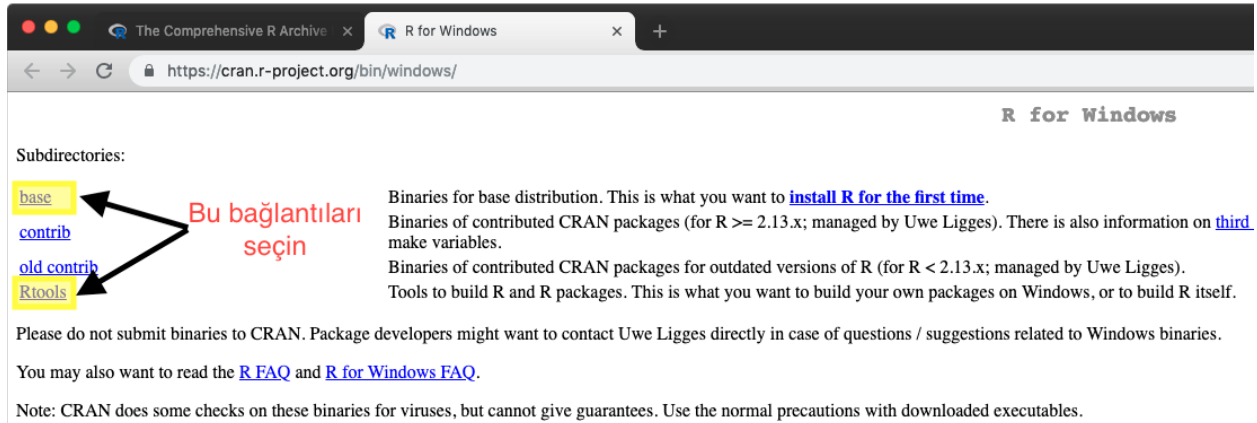 The Comprehensive R Archive
R for Windows
https://cran.r-project.org/bin/windows/
R for Windows
Subdirectories:
base
Binaries for base distribution. This is what you want to install R for the first time.
Bu bağlantıları
seçin
contrib
Binaries of contributed CRAN packages (for R >= 2.13.x; managed by Uwe Ligges). There is also information on third
make variables.
old contrib
Binaries of contributed CRAN packages for outdated versions of R (for R < 2.13.x; managed by Uwe Ligges).
Rtools
Tools to build R and R packages. This is what you want to build your own packages on Windows, or to build R itself.
Please do not submit binaries to CRAN. Package developers might want to contact Uwe Ligges directly in case of questions / suggestions related to Windows binaries.
You may also want to read the R FAQ and R for Windows FAQ.
Note: CRAN does some checks on these binaries for viruses, but cannot give guarantees. Use the normal precautions with downloaded executables.